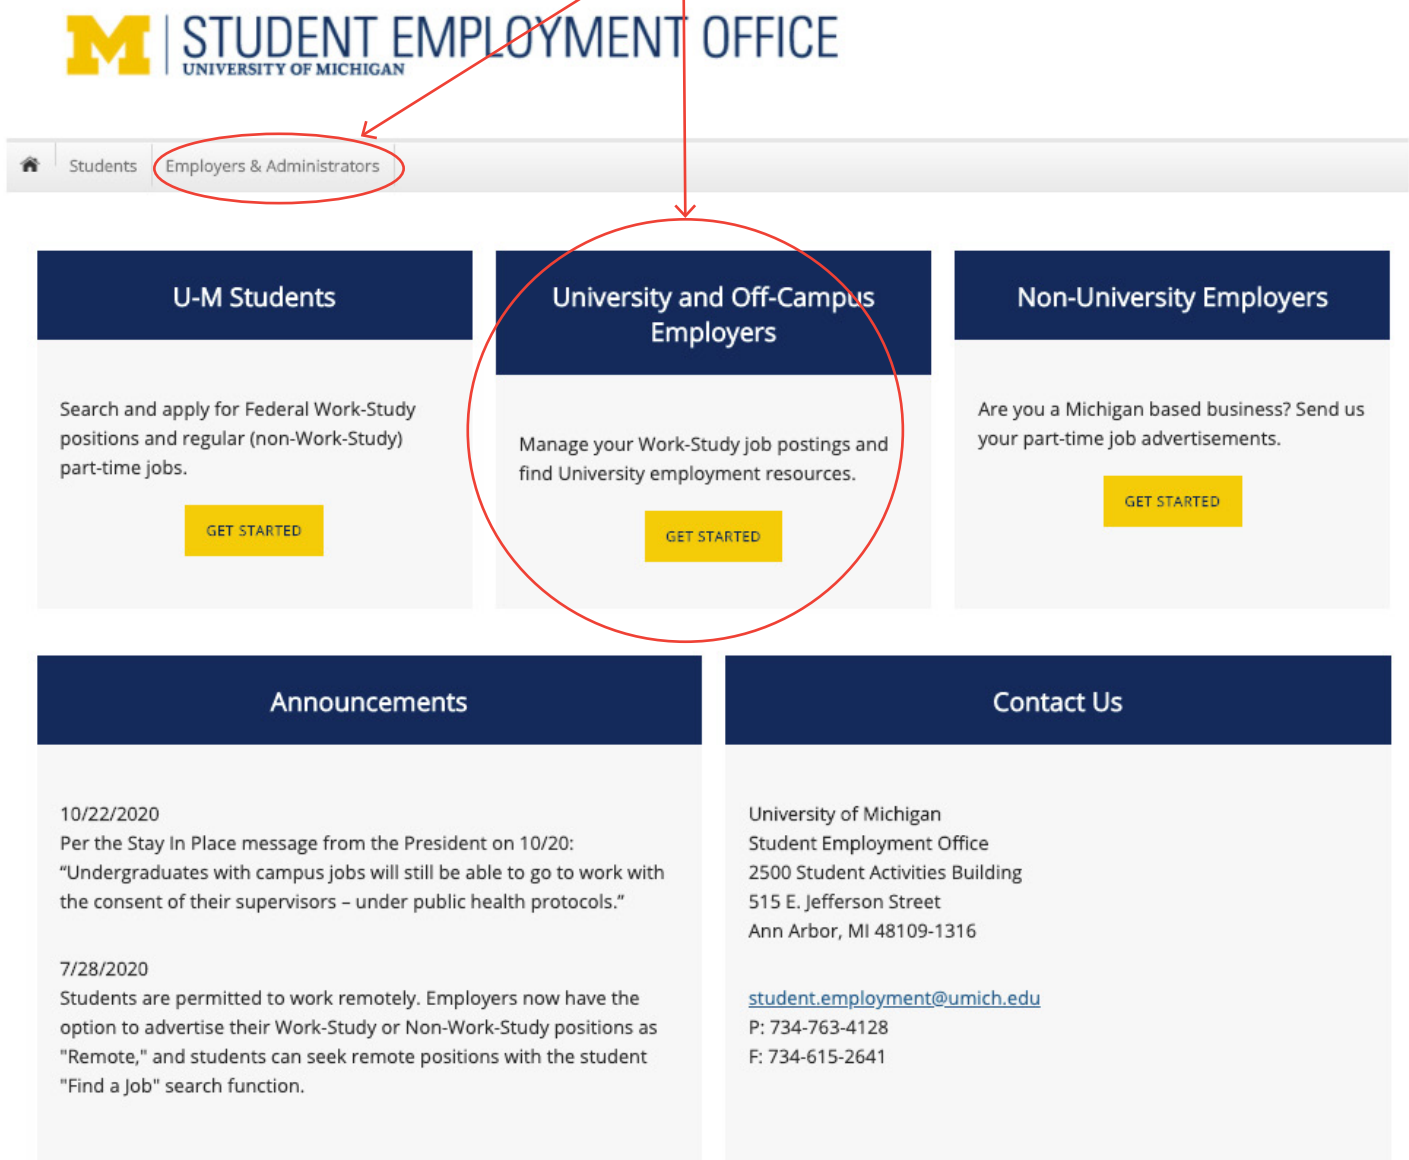 STUDENT EMPLOYMENT OFFICE
UNIVERSITY OF MICHIGAN
Students
Employers & Administrators
U-M Students
Search and apply for Federal Work-Study
positions and regular (non-Work-Study)
part-time jobs.
GET STARTED
University and Off-Campus
Employers
Manage your Work-Study job postings and
find University employment resources.
GET STARTED
Non-University Employers
Are you a Michigan based business? Send us
your part-time job advertisements.
GET STARTED
Announcements
10/22/2020
Per the Stay In Place message from the President on 10/20:
“Undergraduates with campus jobs will still be able to go to work with
the consent of their supervisors – under public health protocols.”
7/28/2020
Students are permitted to work remotely. Employers now have the
option to advertise their Work-Study or Non-Work-Study positions as
"Remote," and students can seek remote positions with the student
"Find a Job" search function.
Contact Us
University of Michigan
Student Employment Office
2500 Student Activities Building
515 E. Jefferson Street
Ann Arbor, MI 48109-1316
student.employment@umich.edu
P: 734-763-4128
F: 734-615-2641